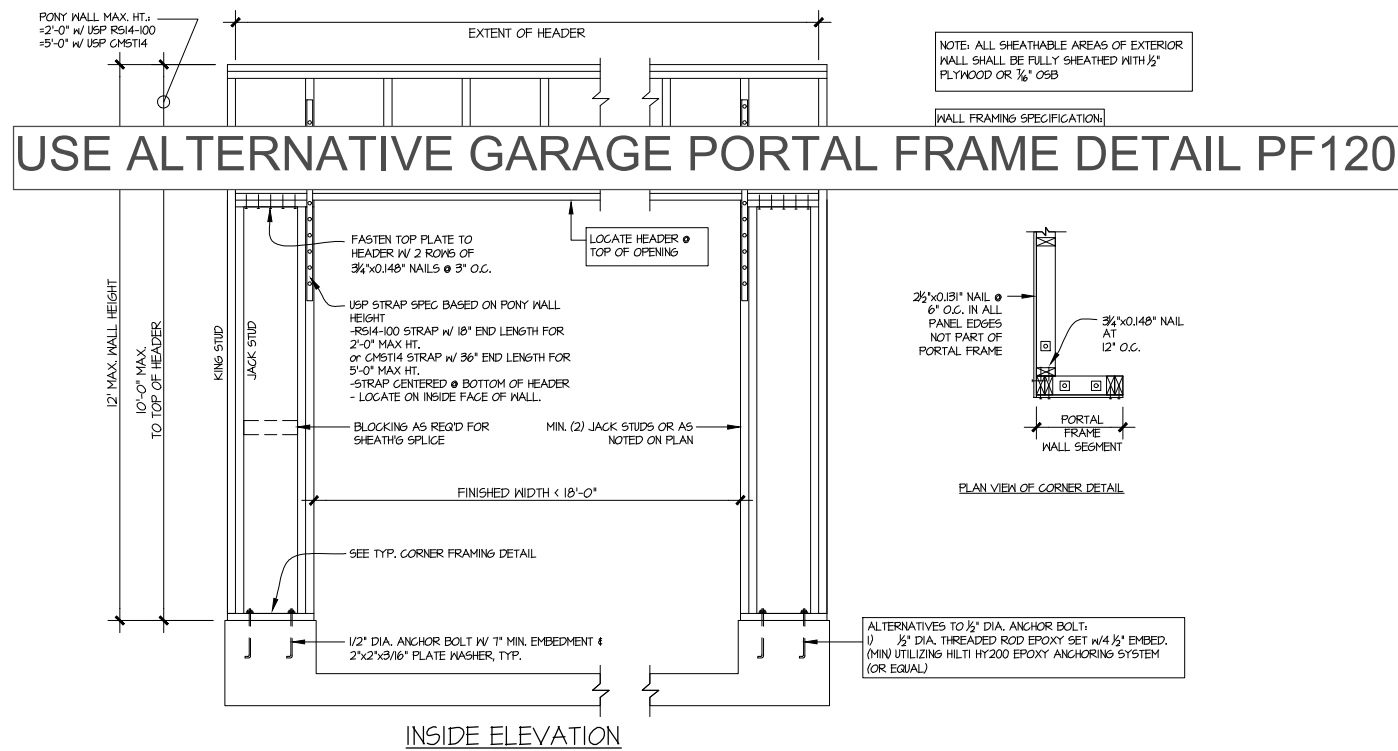 PONY WALL MAX. HT.:
=2'-0" W/ USP RS14-100
=5'-0" W/ USP CMST14
EXTENT OF HEADER
NOTE: ALL SHEATHABLE AREAS OF EXTERIOR
WALL SHALL BE FULLY SHEATHED WITH 1/2"
PLYWOOD OR 7/16" OSB
WALL FRAMING SPECIFICATION:
USE ALTERNATIVE GARAGE PORTAL FRAME DETAIL PF120
12' MAX. WALL HEIGHT
10'-0" MAX.
TO TOP OF HEADER
KING STUD
JACK STUD
FASTEN TOP PLATE TO
HEADER W/ 2 ROWS OF
3 1/4"x0.148" NAILS @ 3" O.C.
LOCATE HEADER @
TOP OF OPENING
USP STRAP SPEC BASED ON PONY WALL
HEIGHT
-RS14-100 STRAP w/ 18" END LENGTH FOR
2'-0" MAX HT.
or CMST14 STRAP w/ 36" END LENGTH FOR
5'-0" MAX HT.
-STRAP CENTERED @ BOTTOM OF HEADER
- LOCATE ON INSIDE FACE OF WALL.
BLOCKING AS REQ'D FOR
SHEATH'G SPLICE
MIN. (2) JACK STUDS OR AS
NOTED ON PLAN
FINISHED WIDTH < 18'-0"
SEE TYP. CORNER FRAMING DETAIL
1/2" DIA. ANCHOR BOLT W/ 7" MIN. EMBEDMENT &
2"x2"x3/16" PLATE WASHER, TYP.
INSIDE ELEVATION
2 1/2"x0.131" NAIL @
6" O.C. IN ALL
PANEL EDGES
NOT PART OF
PORTAL FRAME
3 1/4"x0.148" NAIL
AT
12" O.C.
PORTAL
FRAME
WALL SEGMENT
PLAN VIEW OF CORNER DETAIL
ALTERNATIVES TO 1/2" DIA. ANCHOR BOLT:
1) 1/2" DIA. THREADED ROD EPOXY SET w/4 1/2" EMBED.
(MIN) UTILIZING HILTI HY200 EPOXY ANCHORING SYSTEM
(OR EQUAL)